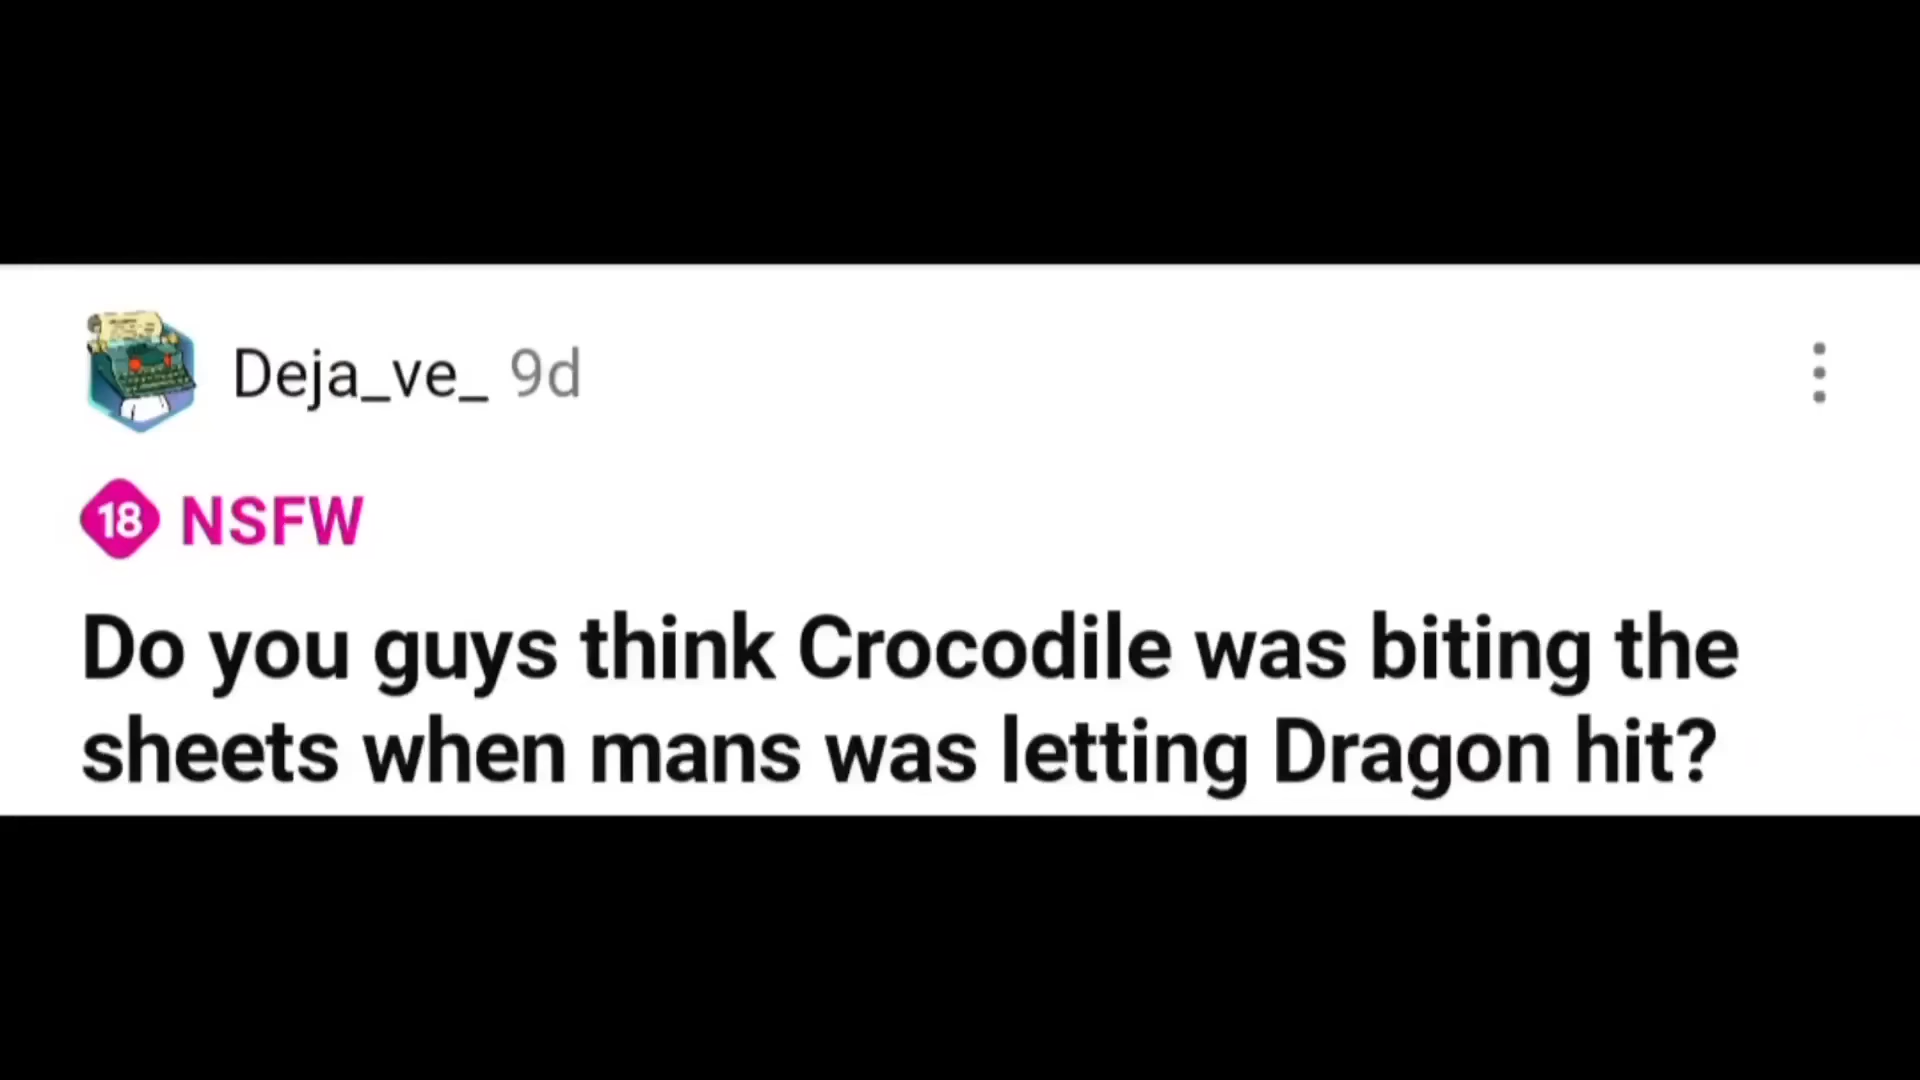 Deja_ve_ 9d
18 NSFW
Do you guys think Crocodile was biting the
sheets when mans was letting Dragon hit?